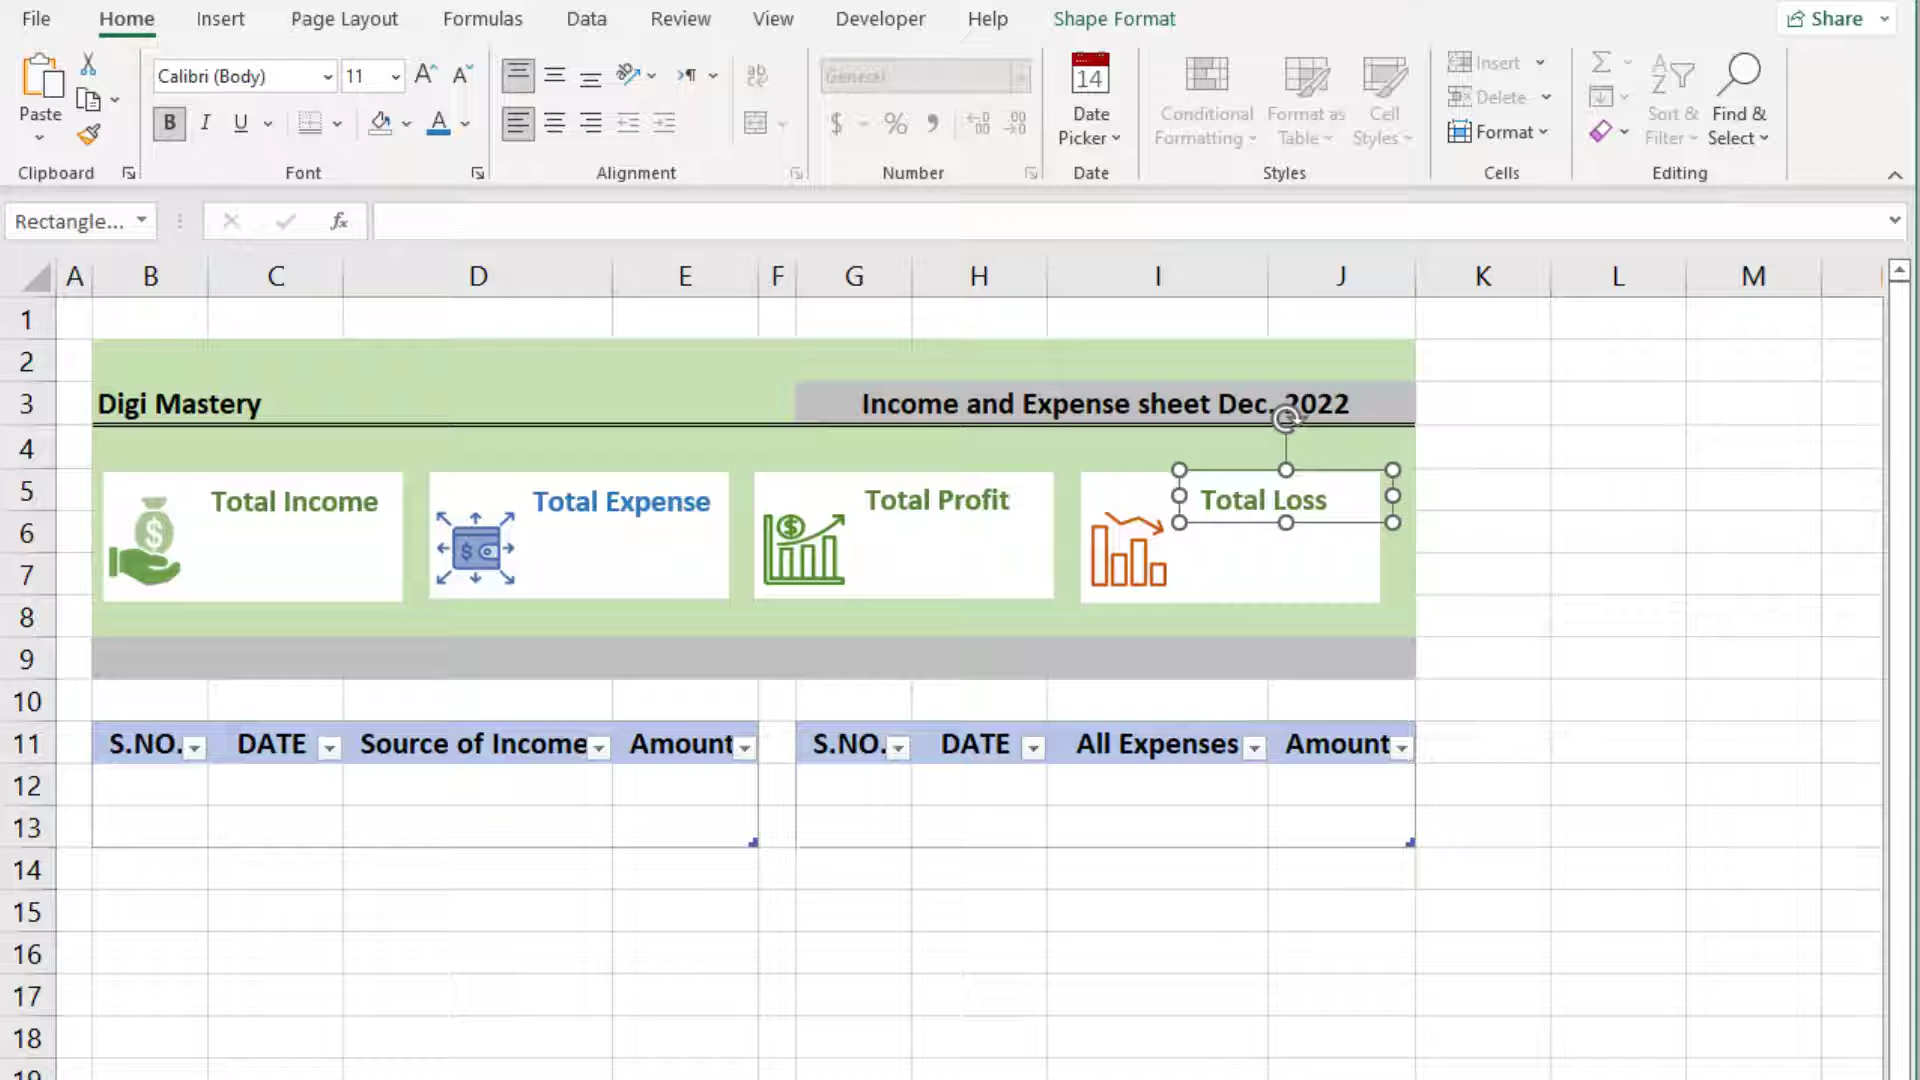 File Home Insert Page Layout Formulas Data Review View Developer Help Shape Format Share
Calibri (Body) 11 A A General 14 Insert
Paste B I U A ab $ % Date Picker Conditional Formatting Format as Table Cell Styles Delete Format Sort & Filter Find & Select
Clipboard Font Alignment Number Date Styles Cells Editing
Rectangle... fx
A B C D E F G H I J K L M
1
2
3 Digi Mastery Income and Expense sheet Dec. 2022
4
5 Total Income Total Expense Total Profit Total Loss
6
7
8
9
10
11 S.NO. DATE Source of Income Amount S.NO. DATE All Expenses Amount
12
13
14
15
16
17
18
19